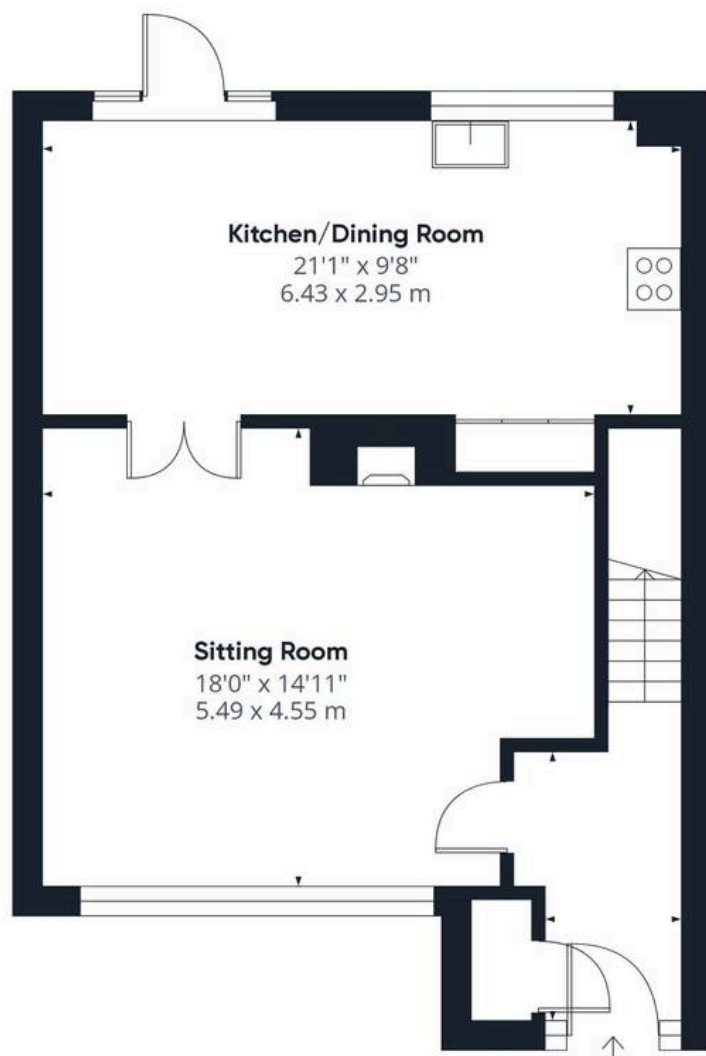 Kitchen/Dining Room
21'1" x 9'8"
6.43 x 2.95 m
Sitting Room
18'0" x 14'11"
5.49 x 4.55 m